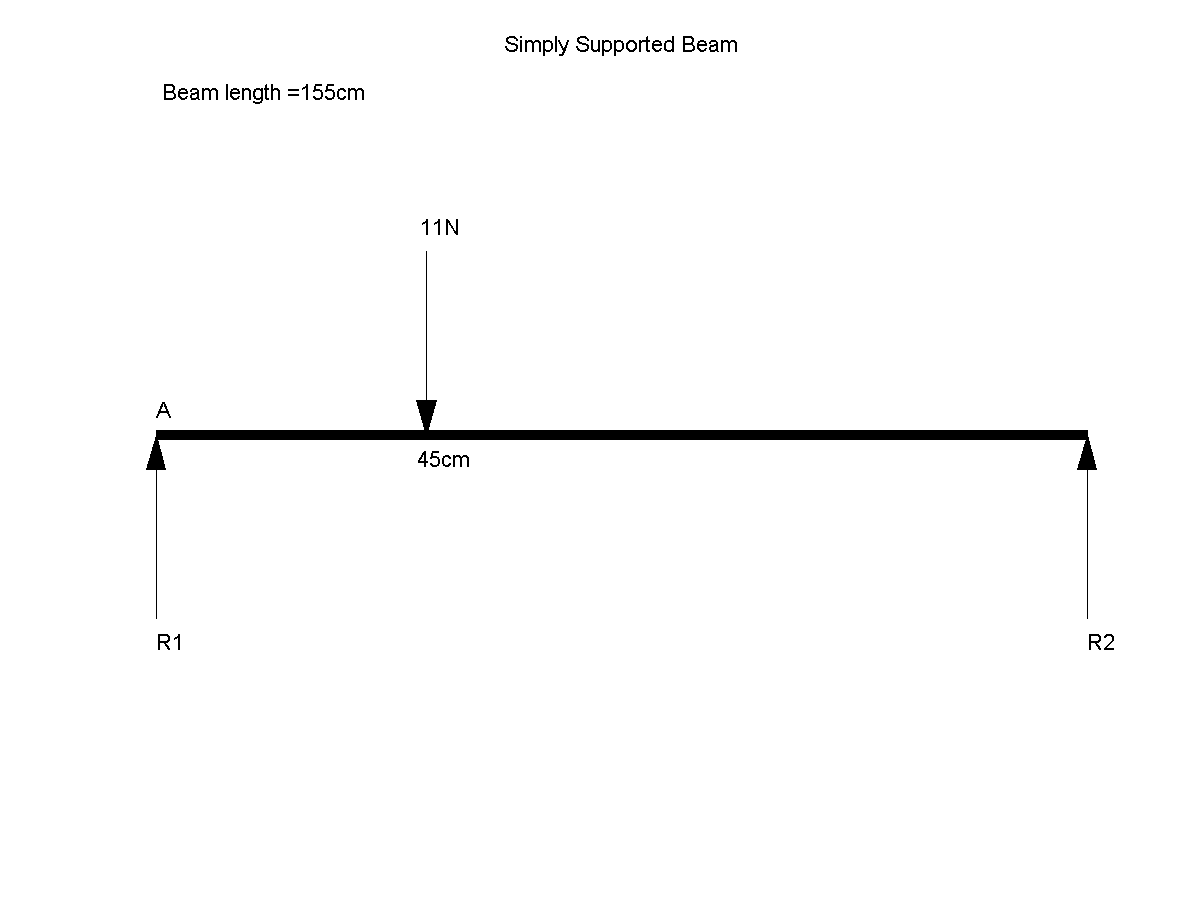 Simply Supported Beam
Beam length =155cm
11N
A
45cm
R1
R2